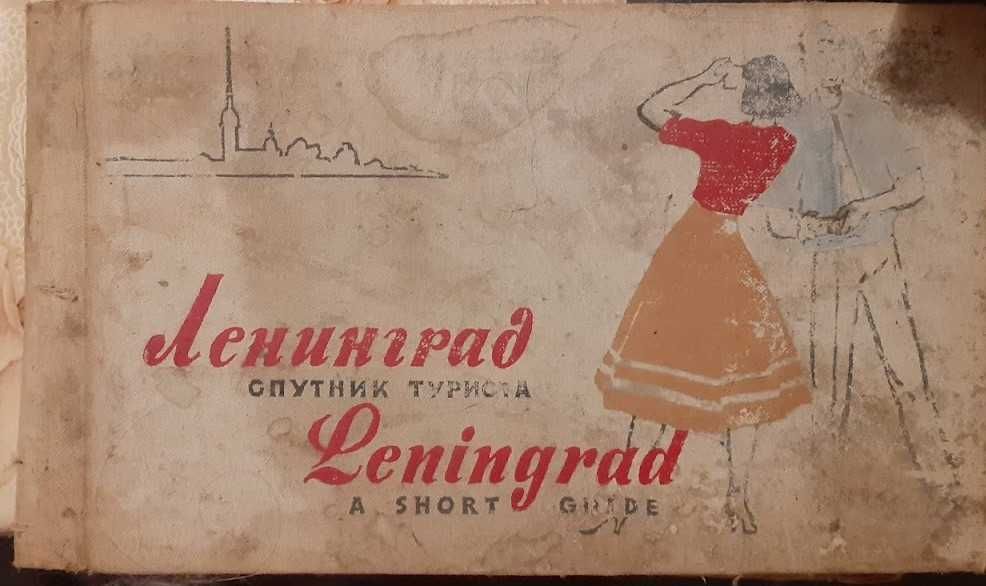 Ленинград
СПУТНИК ТУРИСТА
Leningrad
A SHORT GUIDE